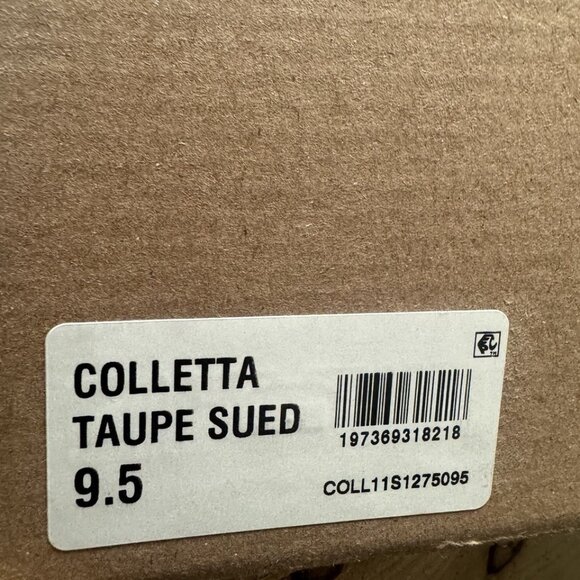 COLLETTA
TAUPE SUED
9.5
197369318218
COLL11S1275095